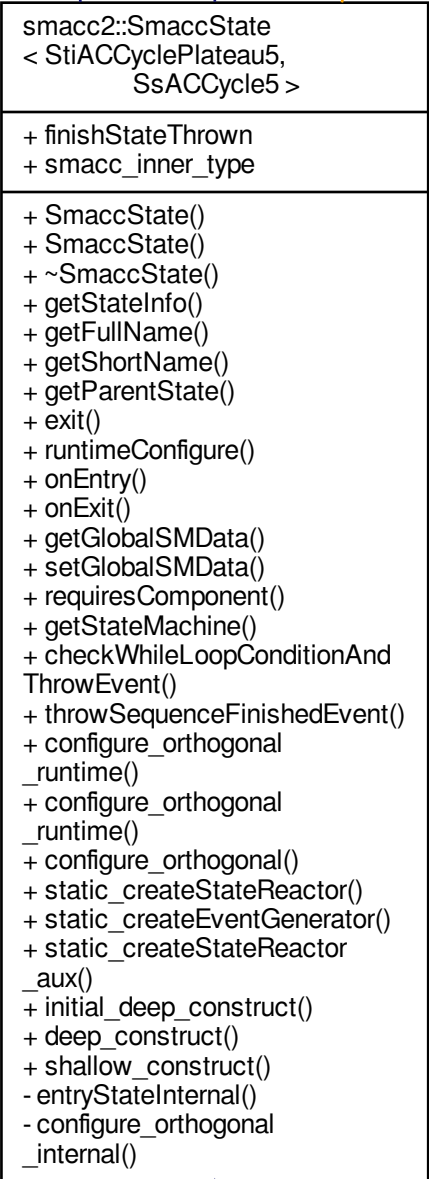 smacc2::SmaccState
< StiACCyclePlateau5,
SsACCycle5 >
+ finishStateThrown
+ smacc_inner_type
+ SmaccState()
+ SmaccState()
+ ~SmaccState()
+ getStateInfo()
+ getFullName()
+ getShortName()
+ getParentState()
+ exit()
+ runtimeConfigure()
+ onEntry()
+ onExit()
+ getGlobalSMData()
+ setGlobalSMData()
+ requiresComponent()
+ getStateMachine()
+ checkWhileLoopConditionAnd
ThrowEvent()
+ throwSequenceFinishedEvent()
+ configure_orthogonal
_runtime()
+ configure_orthogonal
_runtime()
+ configure_orthogonal()
+ static_createStateReactor()
+ static_createEventGenerator()
+ static_createStateReactor
_aux()
+ initial_deep_construct()
+ deep_construct()
+ shallow_construct()
- entryStateInternal()
- configure_orthogonal
_internal()